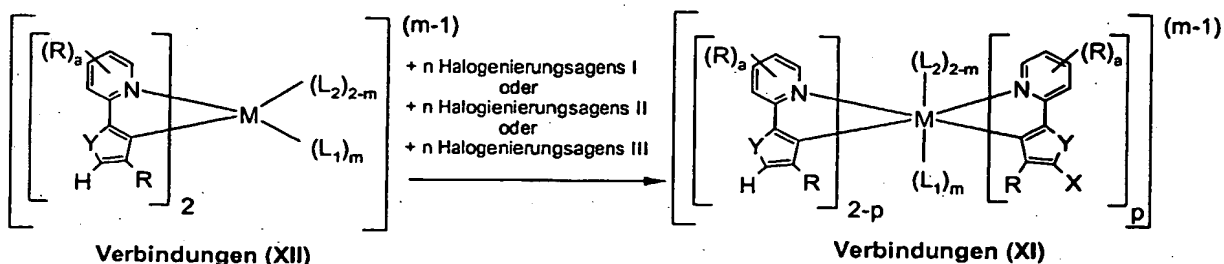 (m-1)
(R)a
N
Y
H
R
2
M
(L2)2-m
(L1)m
+ n Halogenierungsagens I
oder
+ n Halogienierungsagens II
oder
+ n Halogenierungsagens III
Verbindungen (XII)
(m-1)
(R)a
N
Y
H
R
2-p
(L2)2-m
M
(L1)m
(R)a
N
Y
R
X
p
Verbindungen (XI)